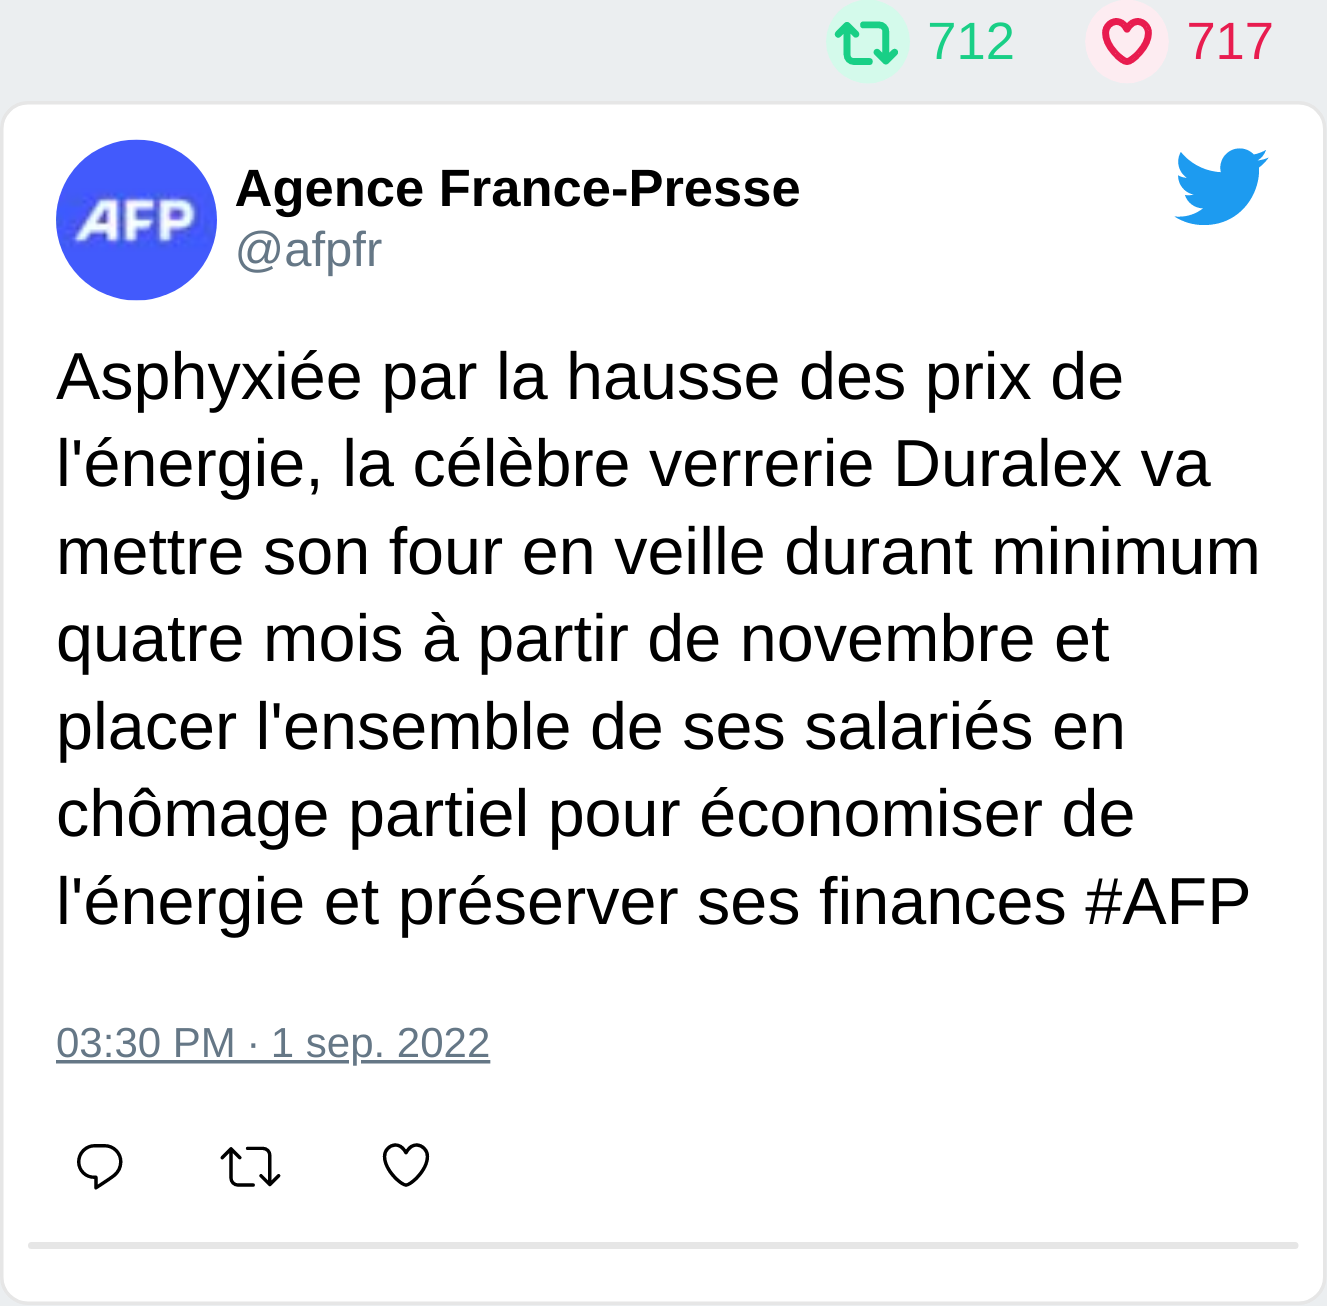 712 717
AFP
Agence France-Presse
@afpfr
Asphyxiée par la hausse des prix de
l'énergie, la célèbre verrerie Duralex va
mettre son four en veille durant minimum
quatre mois à partir de novembre et
placer l'ensemble de ses salariés en
chômage partiel pour économiser de
l'énergie et préserver ses finances #AFP
03:30 PM · 1 sep. 2022